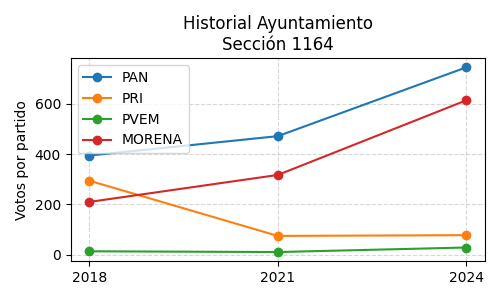 Historial Ayuntamiento
Sección 1164
Votos por partido
600
400
200
0
PAN
PRI
PVEM
MORENA
2018
2021
2024